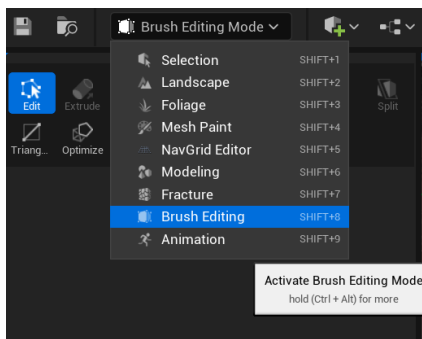 Brush Editing Mode
Selection SHIFT+1
Landscape SHIFT+2
Foliage SHIFT+3
Mesh Paint SHIFT+4
NavGrid Editor SHIFT+5
Modeling SHIFT+6
Fracture SHIFT+7
Brush Editing SHIFT+8
Animation SHIFT+9
Edit Extrude Split
Triang... Optimize
Activate Brush Editing Mode
hold (Ctrl + Alt) for more